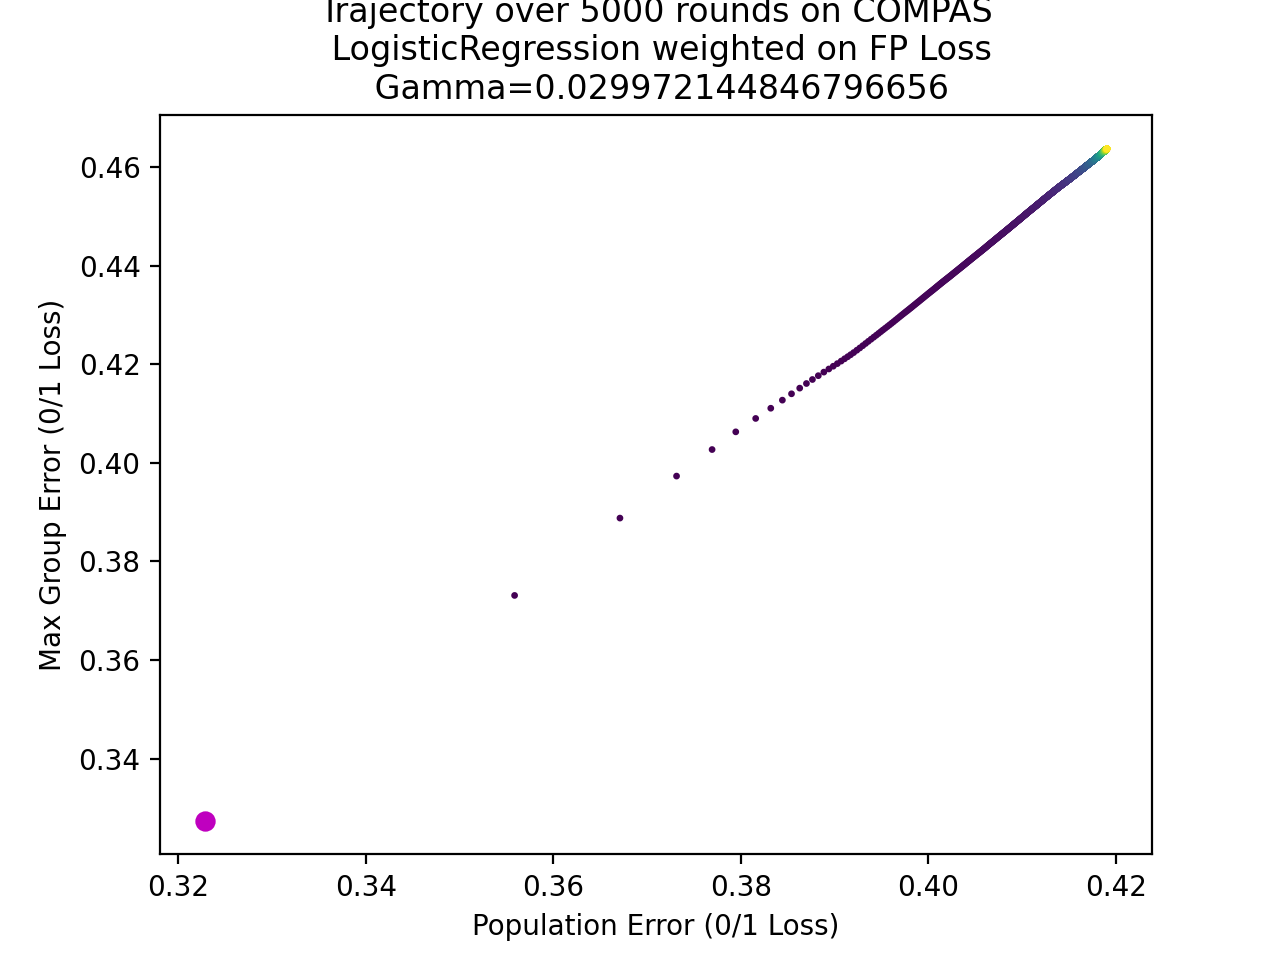 Trajectory over 5000 rounds on COMPAS
LogisticRegression weighted on FP Loss
Gamma=0.029972144846796656
0.46
0.44
0.42
0.40
0.38
0.36
0.34
Max Group Error (0/1 Loss)
0.32 0.34 0.36 0.38 0.40 0.42
Population Error (0/1 Loss)